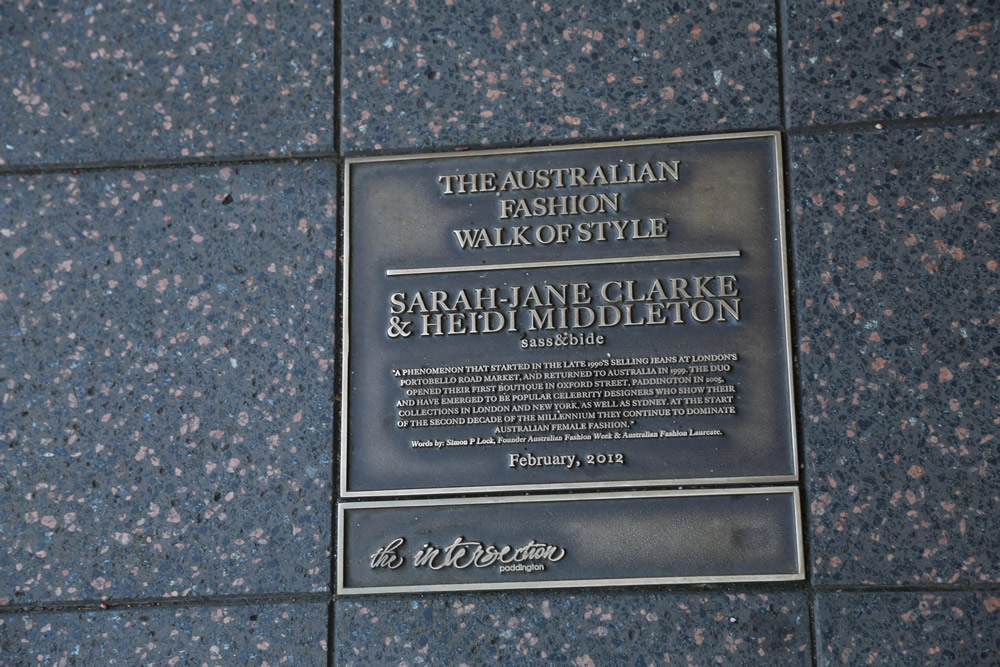 THE AUSTRALIAN
FASHION
WALK OF STYLE
SARAH-JANE CLARKE
& HEIDI MIDDLETON
sass&bide
"A PHENOMENON THAT STARTED IN THE LATE 1990'S SELLING JEANS AT LONDON'S
PORTOBELLO ROAD MARKET, AND RETURNED TO AUSTRALIA IN 1999. THE DUO
OPENED THEIR FIRST BOUTIQUE IN OXFORD STREET, PADDINGTON IN 2005,
AND HAVE EMERGED TO BE POPULAR CELEBRITY DESIGNERS WHO SHOW THEIR
COLLECTIONS IN LONDON AND NEW YORK, AS WELL AS SYDNEY. AT THE START
OF THE SECOND DECADE OF THE MILLENNIUM THEY CONTINUE TO DOMINATE
AUSTRALIAN FEMALE FASHION."
Words by: Simon P Lock, Founder Australian Fashion Week & Australian Fashion Laureate.
February, 2012
the intersection
paddington